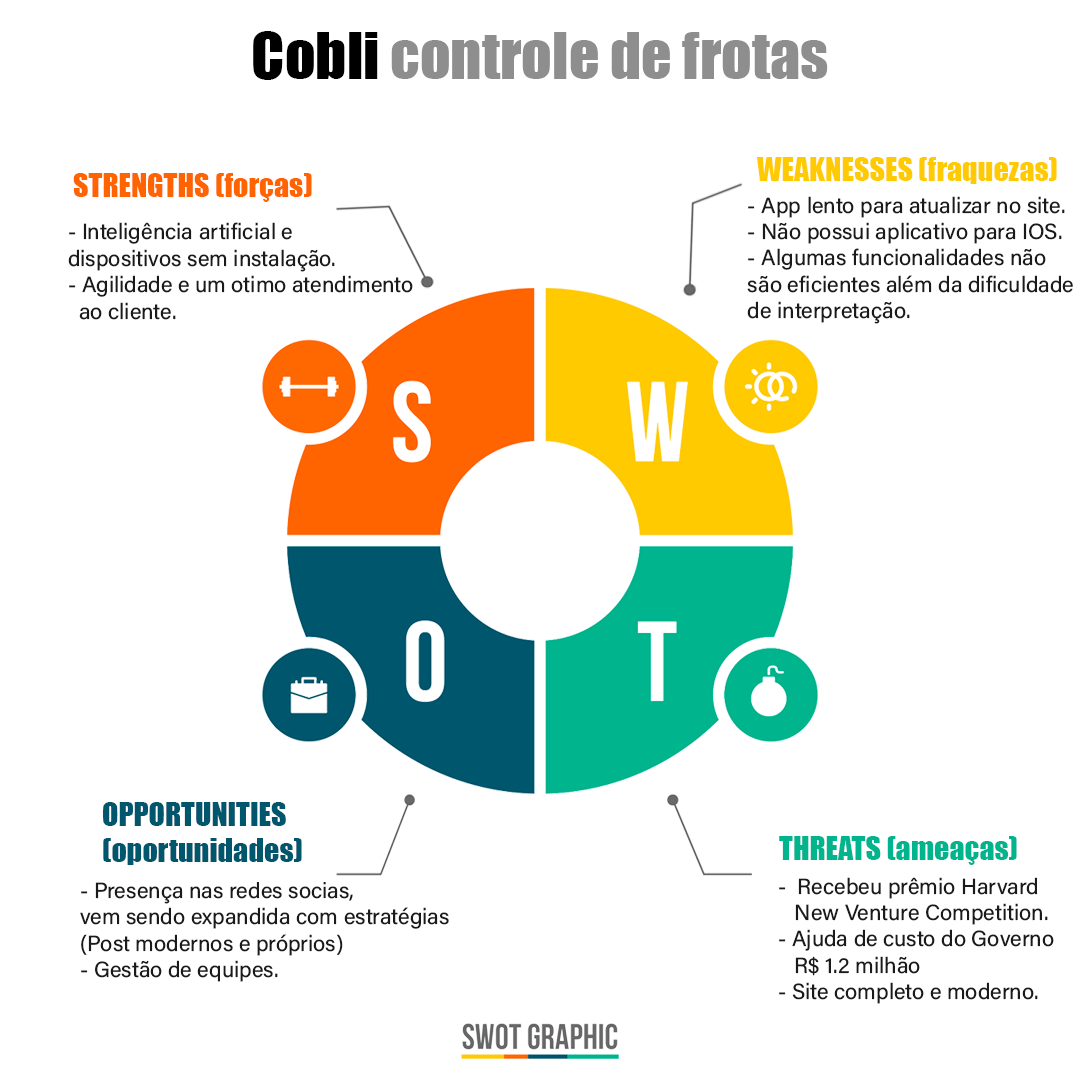 Cobli controle de frotas
STRENGTHS (forças)
- Inteligência artificial e
dispositivos sem instalação.
- Agilidade e um otimo atendimento
ao cliente.
WEAKNESSES (fraquezas)
- App lento para atualizar no site.
- Não possui aplicativo para IOS.
- Algumas funcionalidades não
são eficientes além da dificuldade
de interpretação.
S
W
O
T
OPPORTUNITIES
(oportunidades)
- Presença nas redes socias,
vem sendo expandida com estratégias
(Post modernos e próprios)
- Gestão de equipes.
THREATS (ameaças)
- Recebeu prêmio Harvard
New Venture Competition.
- Ajuda de custo do Governo
R$ 1.2 milhão
- Site completo e moderno.
SWOT GRAPHIC